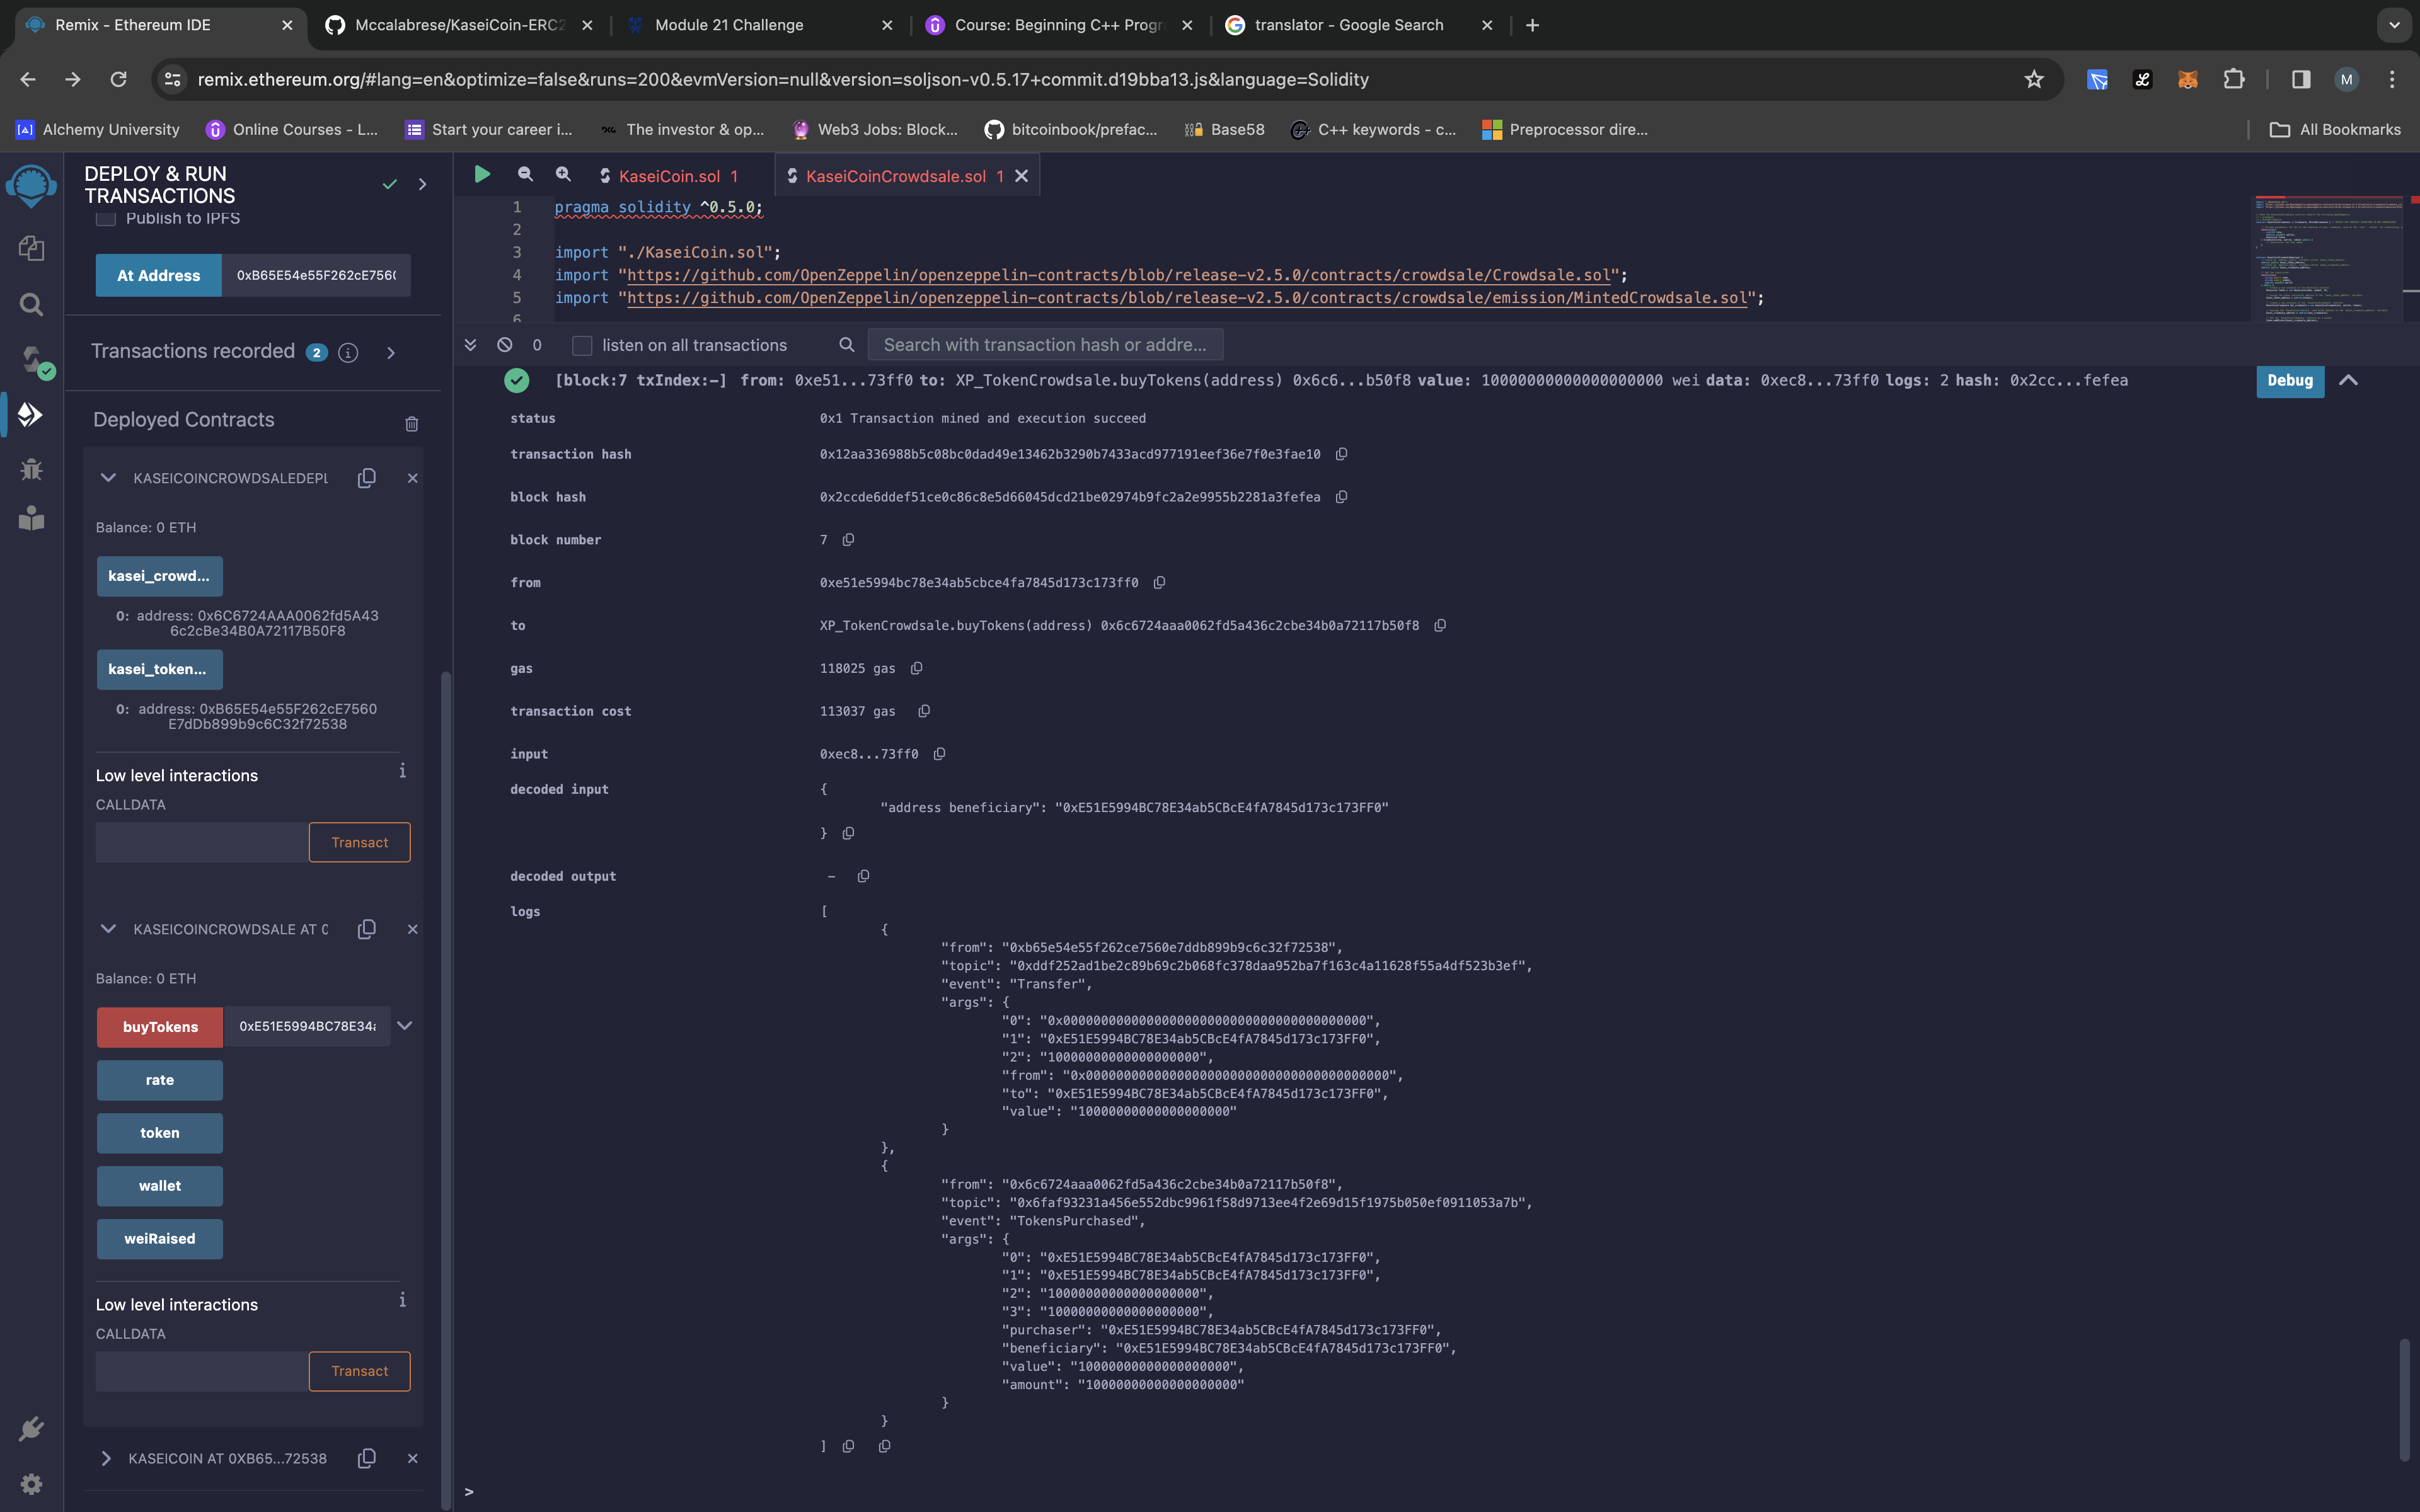 Remix - Ethereum IDE
Mccalabrese/KaseiCoin-ERC2
Module 21 Challenge
Course: Beginning C++ Progr
translator - Google Search
remix.ethereum.org/#lang=en&optimize=false&runs=200&evmVersion=null&version=soljson-v0.5.17+commit.d19bba13.js&language=Solidity
M
Alchemy University
Online Courses - L...
Start your career i...
The investor & op...
Web3 Jobs: Block...
bitcoinbook/prefac...
Base58
C++ keywords - c...
Preprocessor dire...
All Bookmarks
DEPLOY & RUN
TRANSACTIONS
Publish to IPFS
At Address 0xB65E54e55F262cE756(
Transactions recorded 2 i
Deployed Contracts
KASEICOINCROWDSALEDEPL
Balance: 0 ETH
kasei_crowd...
0: address: 0x6C6724AAA0062fd5A43
6c2cBe34B0A72117B50F8
kasei_token...
0: address: 0xB65E54e55F262cE7560
E7dDb899b9c6C32f72538
Low level interactions i
CALLDATA
Transact
KASEICOINCROWDSALE AT 0
Balance: 0 ETH
buyTokens 0xE51E5994BC78E34a
rate
token
wallet
weiRaised
Low level interactions i
CALLDATA
Transact
KASEICOIN AT 0XB65...72538
KaseiCoin.sol 1
KaseiCoinCrowdsale.sol 1
1 pragma solidity ^0.5.0;
2
3 import "./KaseiCoin.sol";
4 import "https://github.com/OpenZeppelin/openzeppelin-contracts/blob/release-v2.5.0/contracts/crowdsale/Crowdsale.sol";
5 import "https://github.com/OpenZeppelin/openzeppelin-contracts/blob/release-v2.5.0/contracts/crowdsale/emission/MintedCrowdsale.sol";
6
0 listen on all transactions Search with transaction hash or addre...
[block:7 txIndex:-] from: 0xe51...73ff0 to: XP_TokenCrowdsale.buyTokens(address) 0x6c6...b50f8 value: 10000000000000000000 wei data: 0xec8...73ff0 logs: 2 hash: 0x2cc...fefea
Debug
status 0x1 Transaction mined and execution succeed
transaction hash 0x12aa336988b5c08bc0dad49e13462b3290b7433acd977191eef36e7f0e3fae10
block hash 0x2ccde6ddef51ce0c86c8e5d66045dcd21be02974b9fc2a2e9955b2281a3fefea
block number 7
from 0xe51e5994bc78e34ab5cbce4fa7845d173c173ff0
to XP_TokenCrowdsale.buyTokens(address) 0x6c6724aaa0062fd5a436c2cbe34b0a72117b50f8
gas 118025 gas
transaction cost 113037 gas
input 0xec8...73ff0
decoded input {
"address beneficiary": "0xE51E5994BC78E34ab5CBcE4fA7845d173c173FF0"
}
decoded output -
logs [
{
"from": "0xb65e54e55f262ce7560e7ddb899b9c6c32f72538",
"topic": "0xddf252ad1be2c89b69c2b068fc378daa952ba7f163c4a11628f55a4df523b3ef",
"event": "Transfer",
"args": {
"0": "0x0000000000000000000000000000000000000000",
"1": "0xE51E5994BC78E34ab5CBcE4fA7845d173c173FF0",
"2": "10000000000000000000",
"from": "0x0000000000000000000000000000000000000000",
"to": "0xE51E5994BC78E34ab5CBcE4fA7845d173c173FF0",
"value": "10000000000000000000"
}
},
{
"from": "0x6c6724aaa0062fd5a436c2cbe34b0a72117b50f8",
"topic": "0x6faf93231a456e552dbc9961f58d9713ee4f2e69d15f1975b050ef0911053a7b",
"event": "TokensPurchased",
"args": {
"0": "0xE51E5994BC78E34ab5CBcE4fA7845d173c173FF0",
"1": "0xE51E5994BC78E34ab5CBcE4fA7845d173c173FF0",
"2": "10000000000000000000",
"3": "10000000000000000000",
"purchaser": "0xE51E5994BC78E34ab5CBcE4fA7845d173c173FF0",
"beneficiary": "0xE51E5994BC78E34ab5CBcE4fA7845d173c173FF0",
"value": "10000000000000000000",
"amount": "10000000000000000000"
}
}
]
>